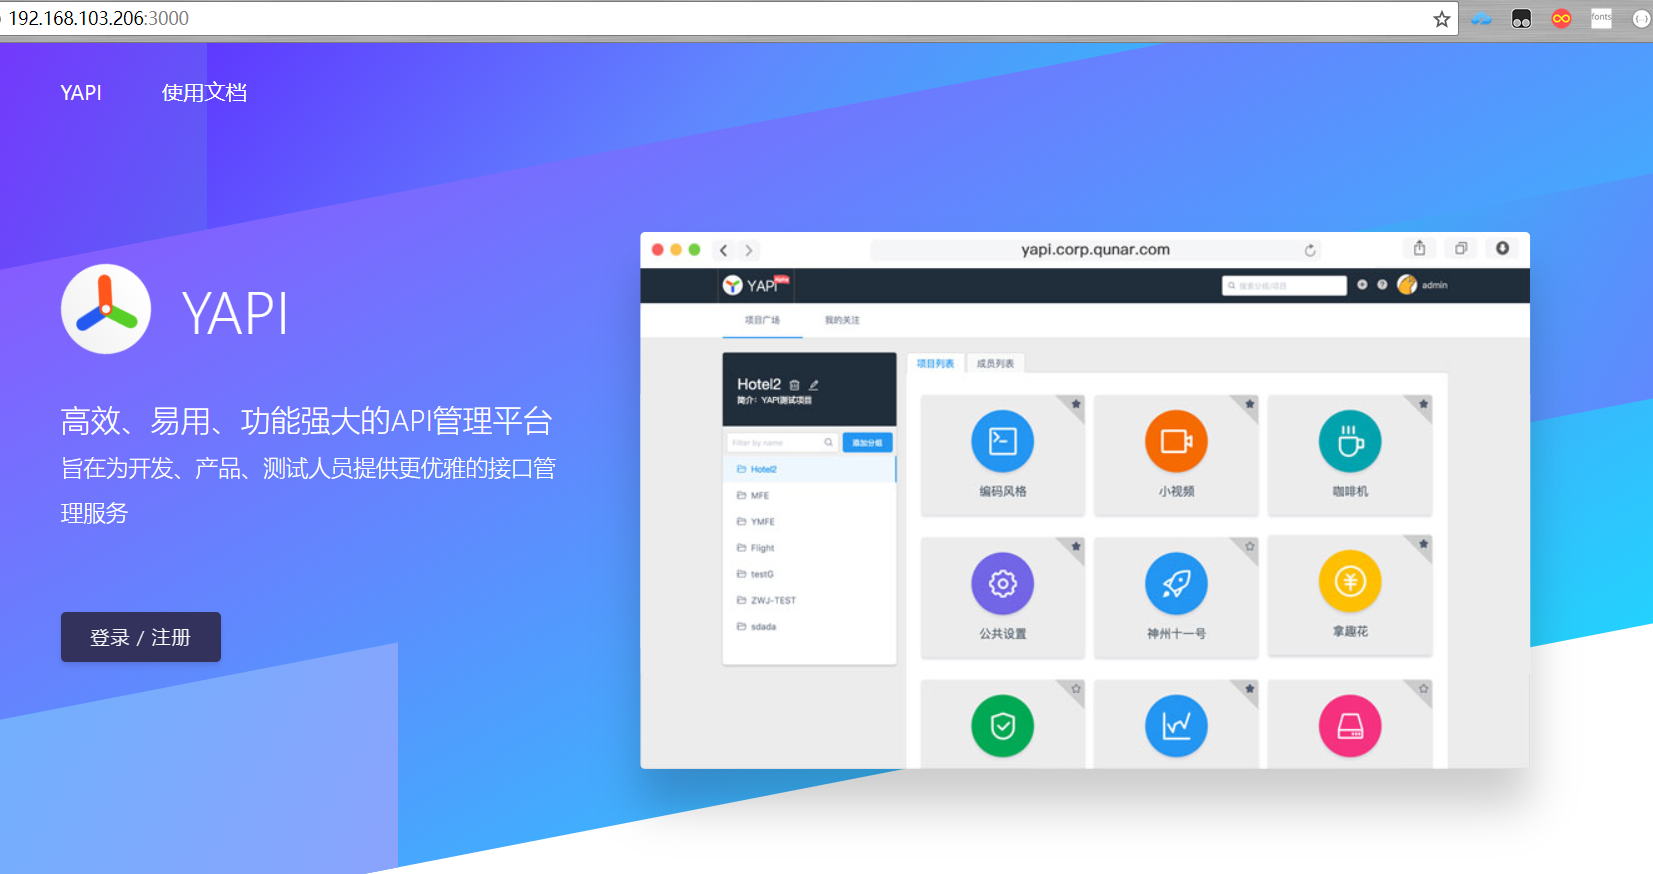 192.168.103.206:3000
fonts
YAPI 使用文档
YAPI
高效、易用、功能强大的API管理平台
旨在为开发、产品、测试人员提供更优雅的接口管
理服务
登录 / 注册
yapi.corp.qunar.com
YAPI
搜索分组/项目
admin
项目广场 我的关注
Hotel2
简介：YAPI测试项目
Filter by name 添加分组
Hotel2
MFE
YMFE
Flight
testG
ZWJ-TEST
sdada
项目列表 成员列表
编码风格 小视频 咖啡机
公共设置 神州十一号 拿趣花